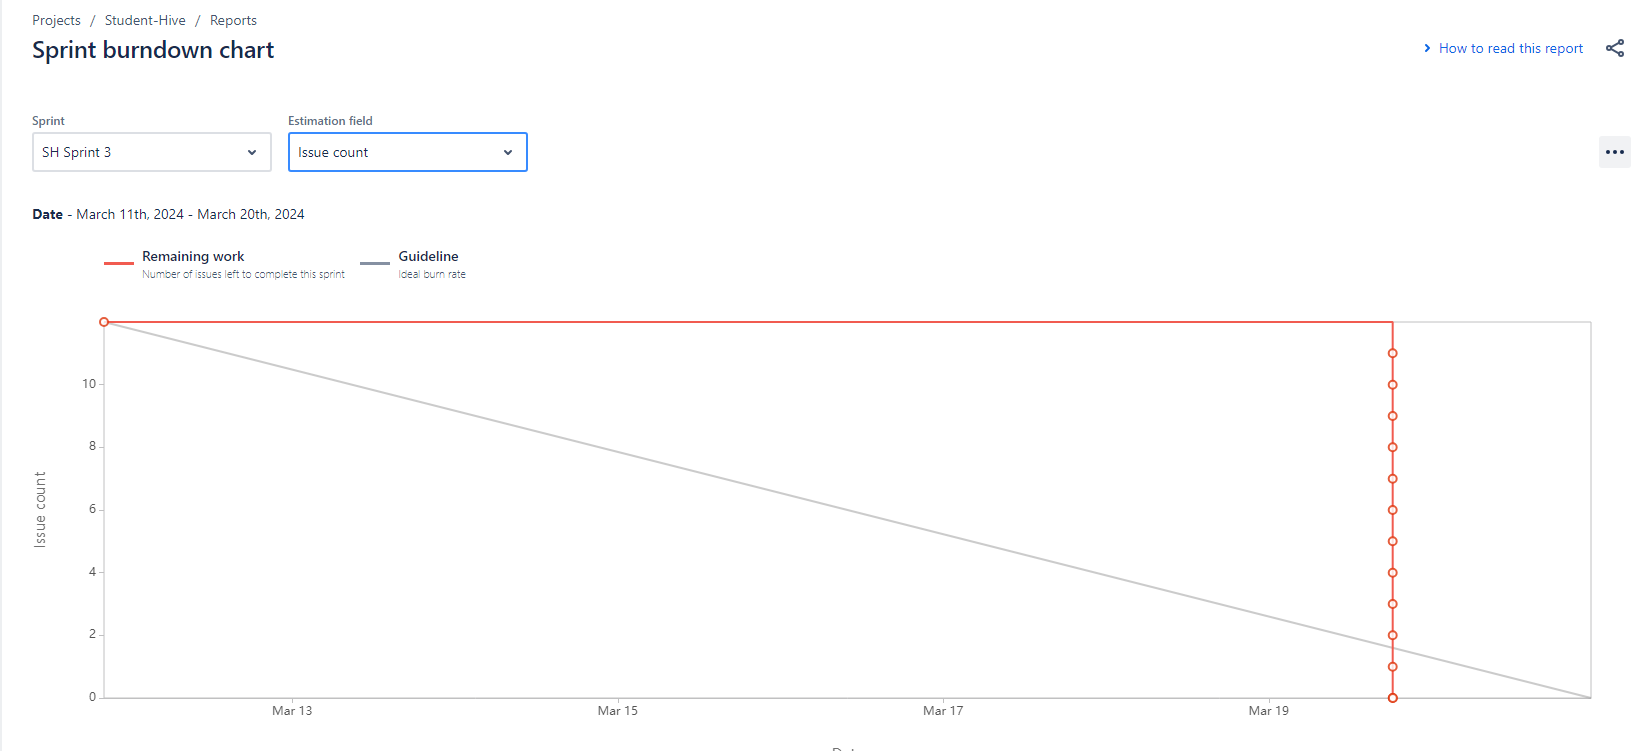 Projects / Student-Hive / Reports
Sprint burndown chart
How to read this report
Sprint
Estimation field
SH Sprint 3
Issue count
Date - March 11th, 2024 - March 20th, 2024
Remaining work
Number of issues left to complete this sprint
Guideline
Ideal burn rate
10
8
6
4
2
0
Issue count
Mar 13
Mar 15
Mar 17
Mar 19